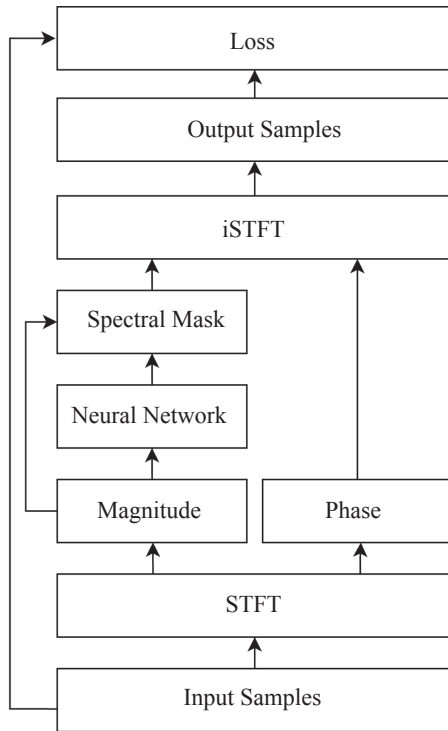 Loss
Output Samples
iSTFT
Spectral Mask
Neural Network
Magnitude
Phase
STFT
Input Samples